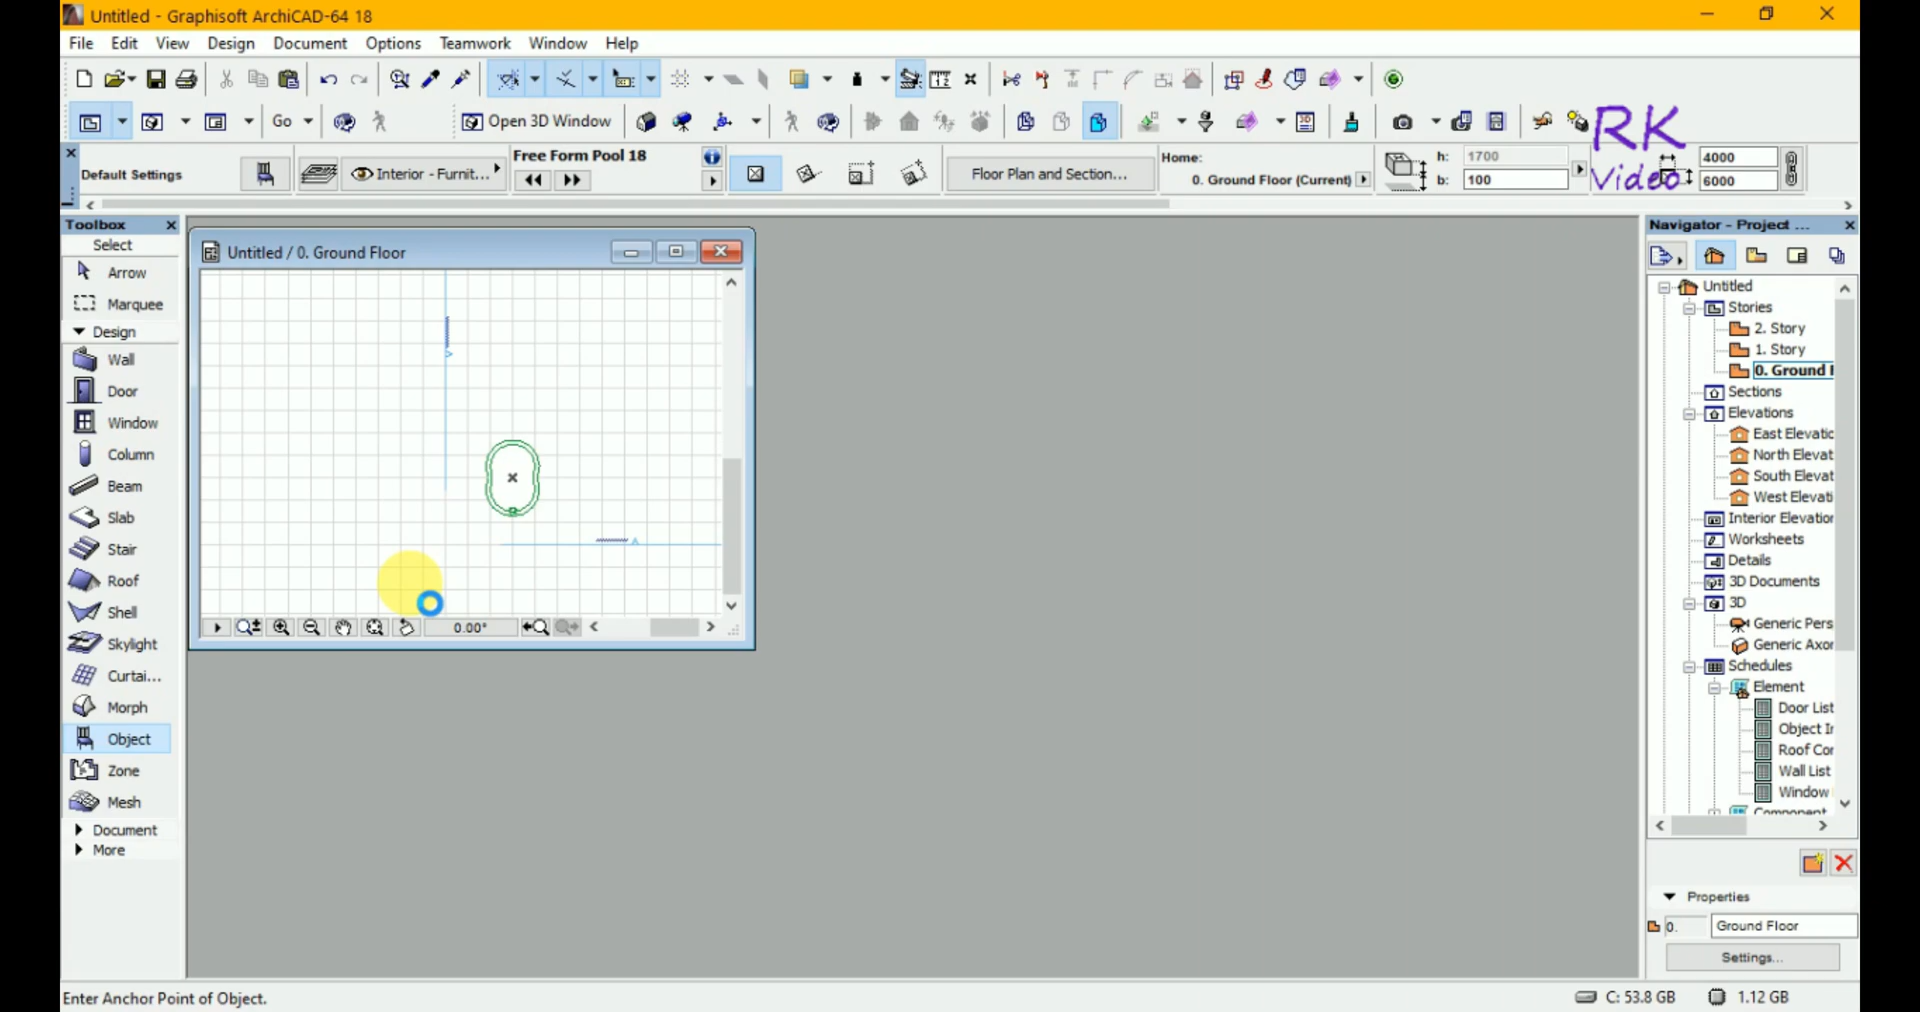 Untitled - Graphisoft ArchiCAD-64 18
File Edit View Design Document Options Teamwork Window Help
Go
Open 3D Window
RK
Video
Default Settings
Interior - Furnit...
Free Form Pool 18
Floor Plan and Section...
Home:
0. Ground Floor (Current)
h: 1700
b: 100
4000
6000
Toolbox
Select
Arrow
Marquee
Design
Wall
Door
Window
Column
Beam
Slab
Stair
Roof
Shell
Skylight
Curtai...
Morph
Object
Zone
Mesh
Document
More
Untitled / 0. Ground Floor
0.00°
Navigator - Project ...
Untitled
Stories
2. Story
1. Story
0. Ground F
Sections
Elevations
East Elevatic
North Elevat
South Elevat
West Elevati
Interior Elevation
Worksheets
Details
3D Documents
3D
Generic Pers
Generic Axor
Schedules
Element
Door List
Object Ir
Roof Cor
Wall List
Window
Component
Properties
0. Ground Floor
Settings...
Enter Anchor Point of Object.
C: 53.8 GB 1.12 GB